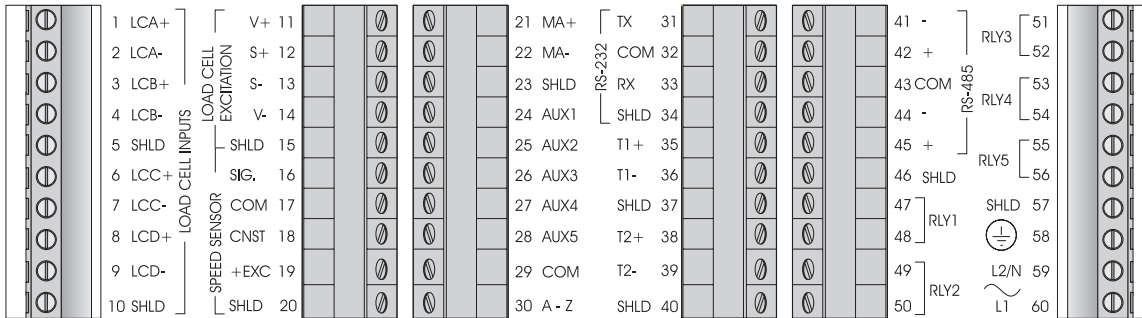 1 LCA+
2 LCA-
3 LCB+
4 LCB-
5 SHLD
6 LCC+
7 LCC-
8 LCD+
9 LCD-
10 SHLD
LOAD CELL INPUTS
LOAD CELL
EXCITATION
SPEED SENSOR
V+ 11
S+ 12
S- 13
V- 14
SHLD 15
SIG. 16
COM 17
CNST 18
+EXC 19
SHLD 20
21 MA+
22 MA-
23 SHLD
24 AUX1
25 AUX2
26 AUX3
27 AUX4
28 AUX5
29 COM
30 A - Z
RS-232
TX 31
COM 32
RX 33
SHLD 34
T1+ 35
T1- 36
SHLD 37
T2+ 38
T2- 39
SHLD 40
41 -
42 +
43 COM
44 -
45 +
46 SHLD
47
48
49
50
RS-485
RLY1
RLY2
RLY3
RLY4
RLY5
51
52
53
54
55
56
SHLD 57
58
L2/N 59
L1 60